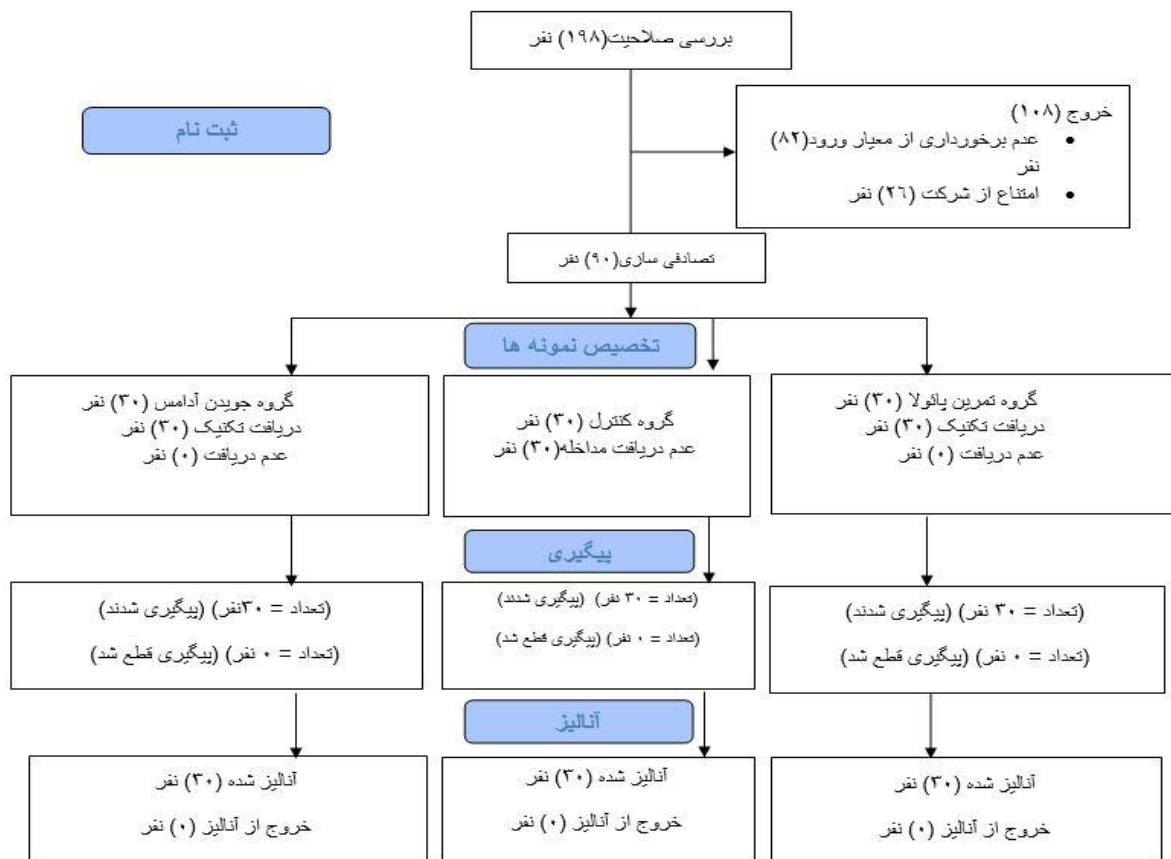 بررسی صلاحیت(۱۹۸) نفر
ثبت نام
خروج (۱۰۸)
• عدم برخورداری از معیار ورود(۸۲)
نفر
• امتناع از شرکت (۲٦) نفر
تصادفی سازی(۹۰) نفر
تخصیص نمونه ها
گروه تمرین پائولا (۳۰) نفر
دریافت تکنیک (۳۰) نفر
عدم دریافت (۰) نفر
گروه کنترل (۳۰) نفر
عدم دریافت مداخله(۳۰) نفر
گروه جویدن آدامس (۳۰) نفر
دریافت تکنیک (۳۰) نفر
عدم دریافت (۰) نفر
پیگیری
(تعداد = ۳۰ نفر) (پیگیری شدند)
(تعداد = ۰ نفر) (پیگیری قطع شد)
(تعداد = ۳۰ نفر) (پیگیری شدند)
(تعداد = ۰ نفر) (پیگیری قطع شد)
(تعداد = ۳۰نفر) (پیگیری شدند)
(تعداد = ۰ نفر) (پیگیری قطع شد)
آنالیز
آنالیز شده (۳۰) نفر
خروج از آنالیز (۰) نفر
آنالیز شده (۳۰) نفر
خروج از آنالیز (۰) نفر
آنالیز شده (۳۰) نفر
خروج از آنالیز (۰) نفر